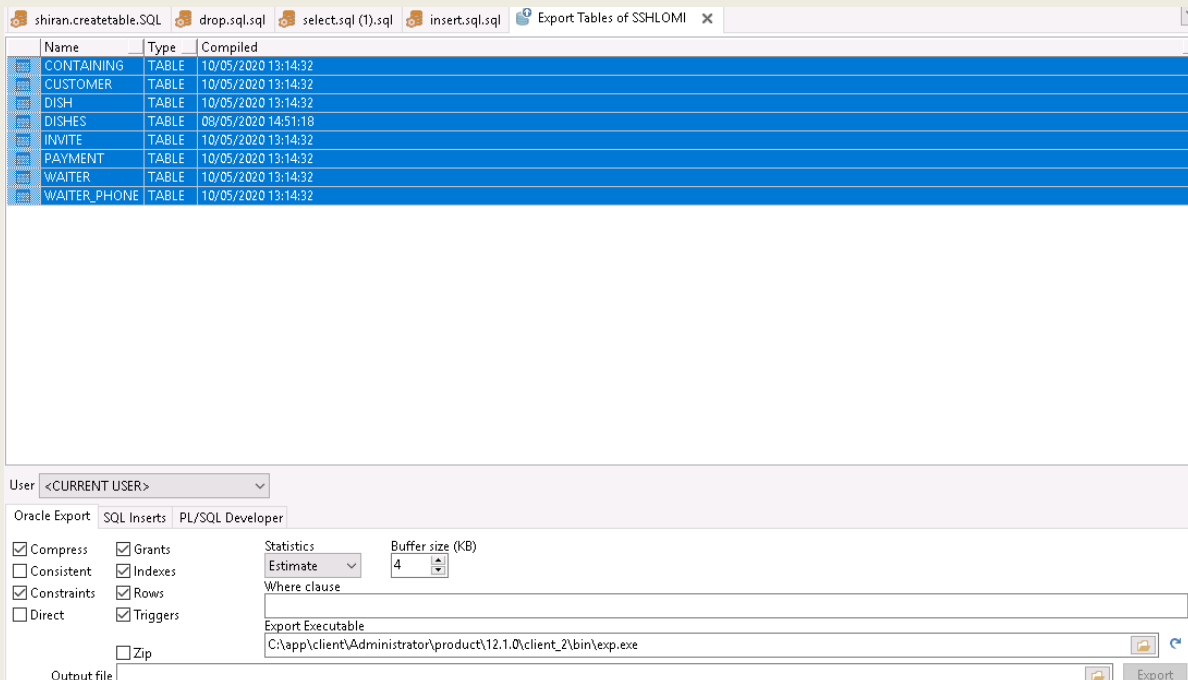 shiran.createtable.SQL drop.sql.sql select.sql (1).sql insert.sql.sql Export Tables of SSHLOMI
Name Type Compiled
CONTAINING TABLE 10/05/2020 13:14:32
CUSTOMER TABLE 10/05/2020 13:14:32
DISH TABLE 10/05/2020 13:14:32
DISHES TABLE 08/05/2020 14:51:18
INVITE TABLE 10/05/2020 13:14:32
PAYMENT TABLE 10/05/2020 13:14:32
WAITER TABLE 10/05/2020 13:14:32
WAITER_PHONE TABLE 10/05/2020 13:14:32
User <CURRENT USER>
Oracle Export SQL Inserts PL/SQL Developer
Compress Grants Statistics Buffer size (KB)
Consistent Indexes Estimate 4
Constraints Rows Where clause
Direct Triggers
Export Executable
Zip C:\app\client\Administrator\product\12.1.0\client_2\bin\exp.exe
Output file Export